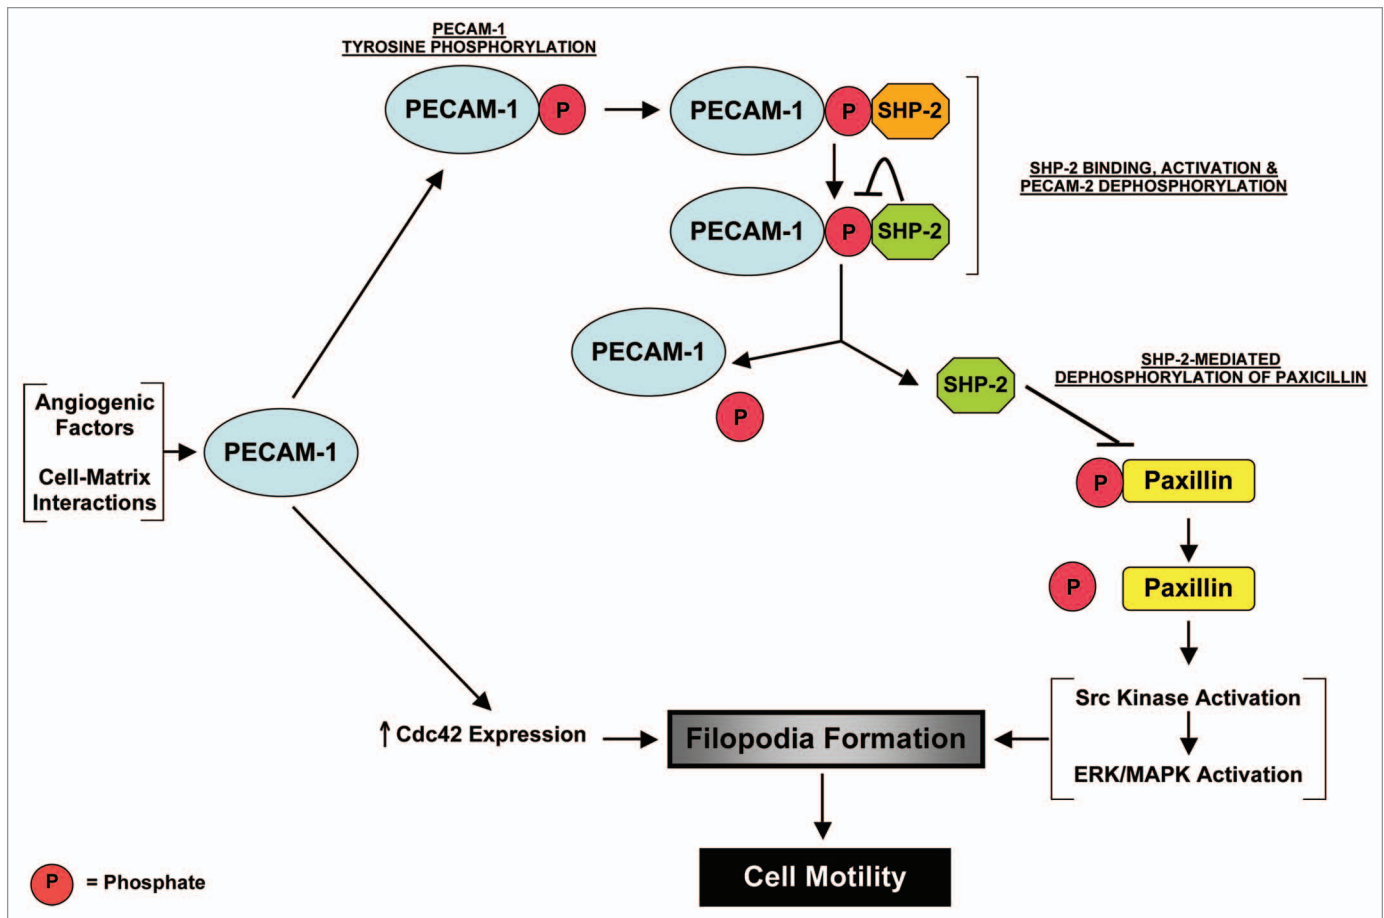 PECAM-1
TYROSINE PHOSPHORYLATION
PECAM-1
P
PECAM-1
P
SHP-2
SHP-2 BINDING, ACTIVATION &
PECAM-2 DEPHOSPHORYLATION
PECAM-1
P
SHP-2
PECAM-1
P
SHP-2
SHP-2-MEDIATED
DEPHOSPHORYLATION OF PAXICILLIN
Angiogenic
Factors
Cell-Matrix
Interactions
PECAM-1
P
Paxillin
P
Paxillin
Src Kinase Activation
ERK/MAPK Activation
↑ Cdc42 Expression
Filopodia Formation
Cell Motility
P
= Phosphate